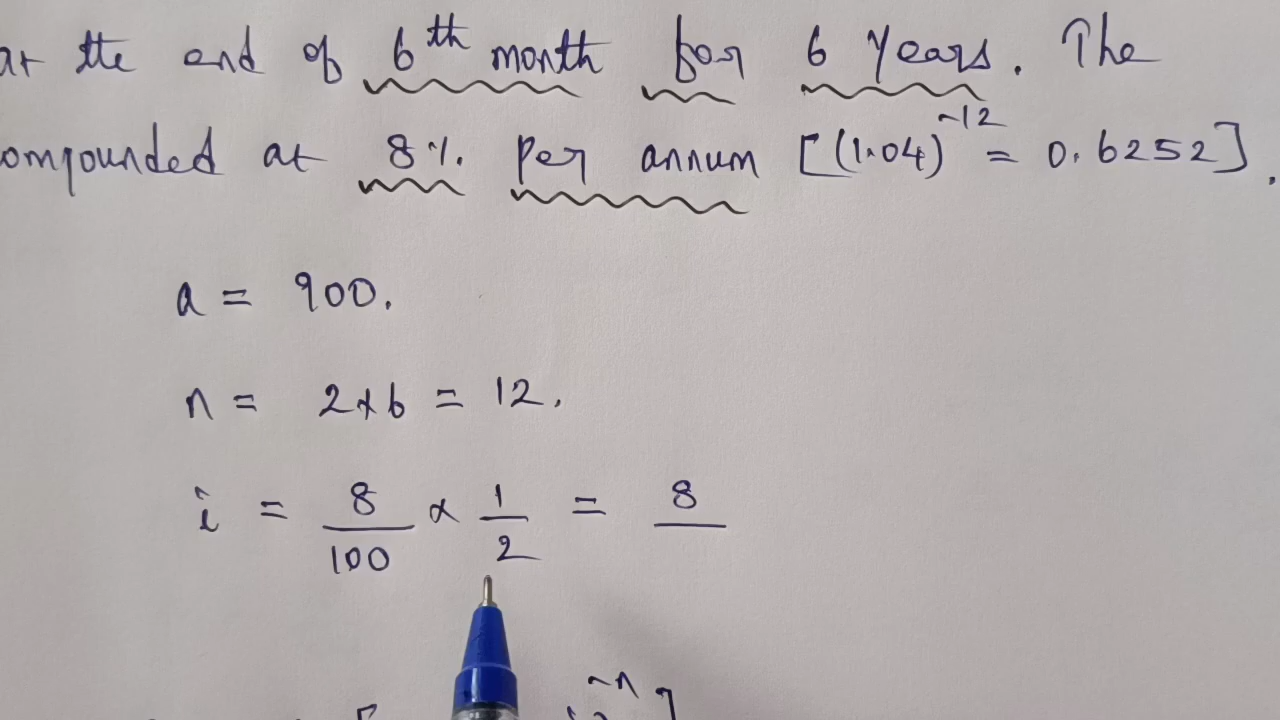 at the end of 6th month for 6 years. The
ompounded at 8%. per annum [(1.04)^-12 = 0.6252].
a = 900.
n = 2×6 = 12.
i = 8/100 × 1/2 = 8/
-n ]